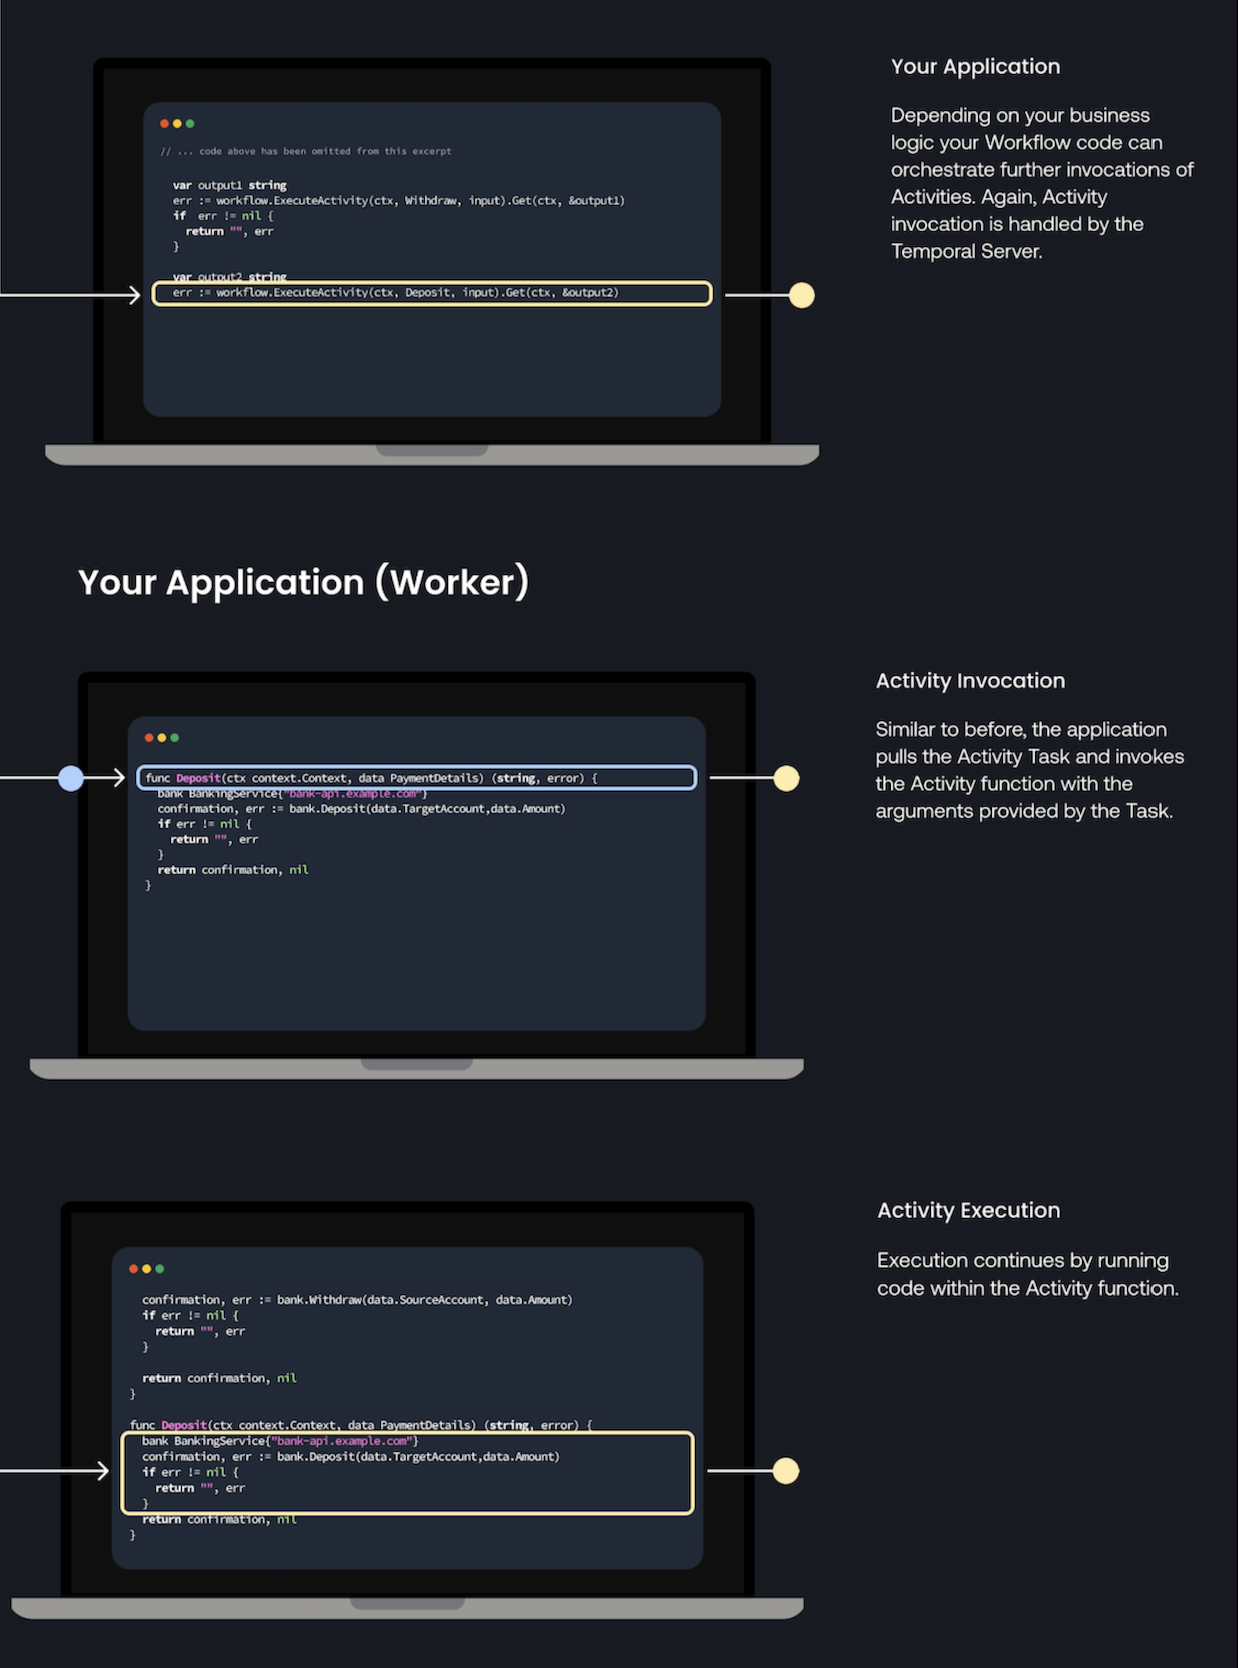 Your Application
Depending on your business
logic your Workflow code can
orchestrate further invocations of
Activities. Again, Activity
invocation is handled by the
Temporal Server.
// ... code above has been omitted from this excerpt
var output1 string
err := workflow.ExecuteActivity(ctx, Withdraw, input).Get(ctx, &output1)
if err != nil {
return "", err
}
var output2 string
err := workflow.ExecuteActivity(ctx, Deposit, input).Get(ctx, &output2)
Your Application (Worker)
Activity Invocation
Similar to before, the application
pulls the Activity Task and invokes
the Activity function with the
arguments provided by the Task.
func Deposit(ctx context.Context, data PaymentDetails) (string, error) {
bank BankingService{"bank-api.example.com"}
confirmation, err := bank.Deposit(data.TargetAccount,data.Amount)
if err != nil {
return "", err
}
return confirmation, nil
}
Activity Execution
Execution continues by running
code within the Activity function.
confirmation, err := bank.Withdraw(data.SourceAccount, data.Amount)
if err != nil {
return "", err
}
return confirmation, nil
}
func Deposit(ctx context.Context, data PaymentDetails) (string, error) {
bank BankingService{"bank-api.example.com"}
confirmation, err := bank.Deposit(data.TargetAccount,data.Amount)
if err != nil {
return "", err
}
return confirmation, nil
}